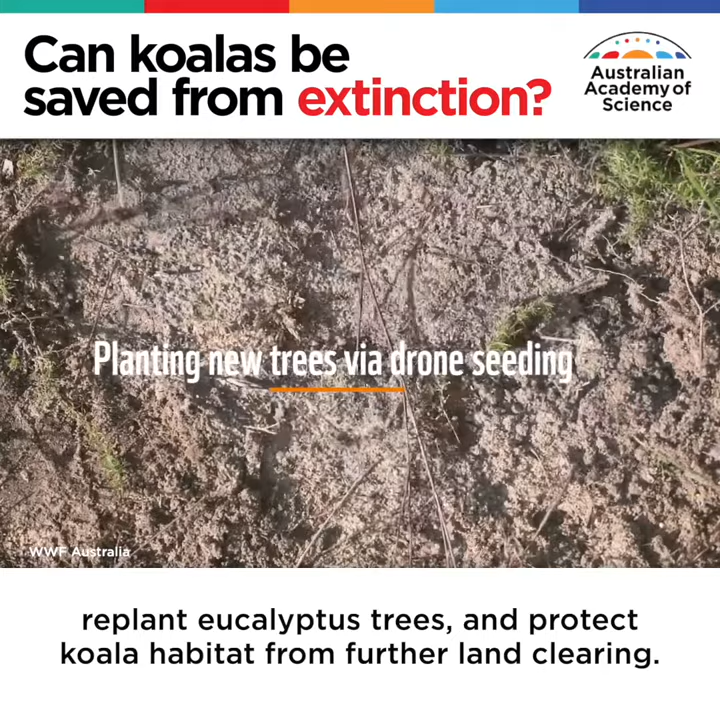 Can koalas be
saved from extinction?
Australian
Academy of
Science
Planting new trees via drone seeding
WWF Australia
replant eucalyptus trees, and protect
koala habitat from further land clearing.